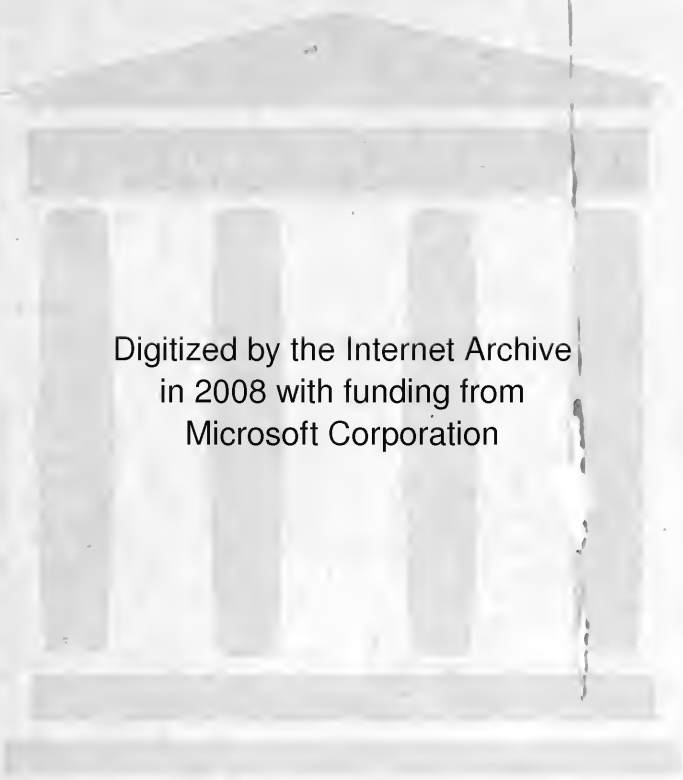 Digitized by the Internet Archive
in 2008 with funding from
Microsoft Corporation